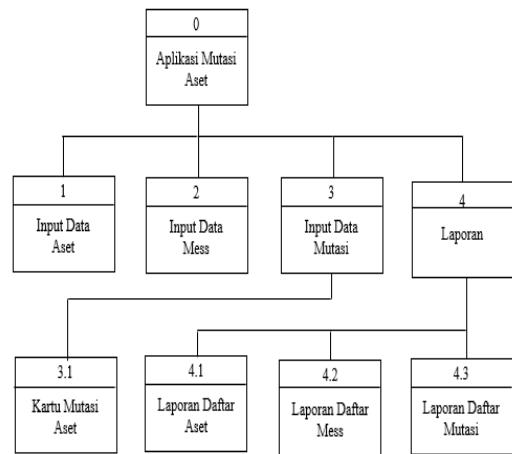 0
Aplikasi Mutasi
Aset
1
Input Data
Aset
2
Input Data
Mess
3
Input Data
Mutasi
4
Laporan
3.1
Kartu Mutasi
Aset
4.1
Laporan Daftar
Aset
4.2
Laporan Daftar
Mess
4.3
Laporan Daftar
Mutasi